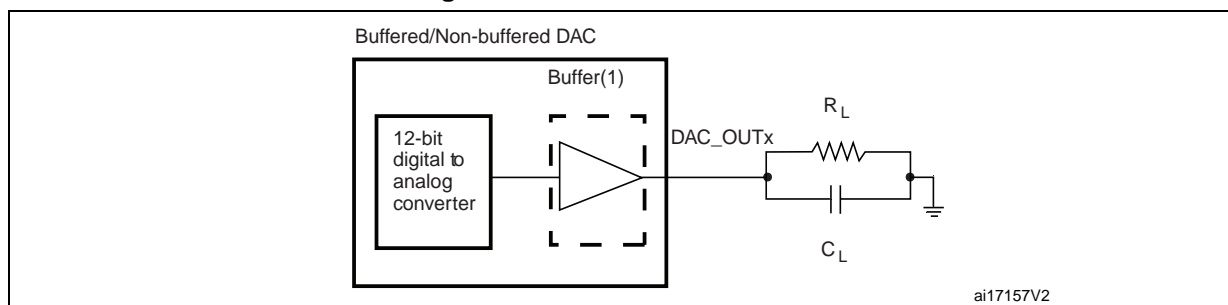 Buffered/Non-buffered DAC
Buffer(1)
12-bit
digital to
analog
converter
DAC_OUTx
R L
C L
ai17157V2